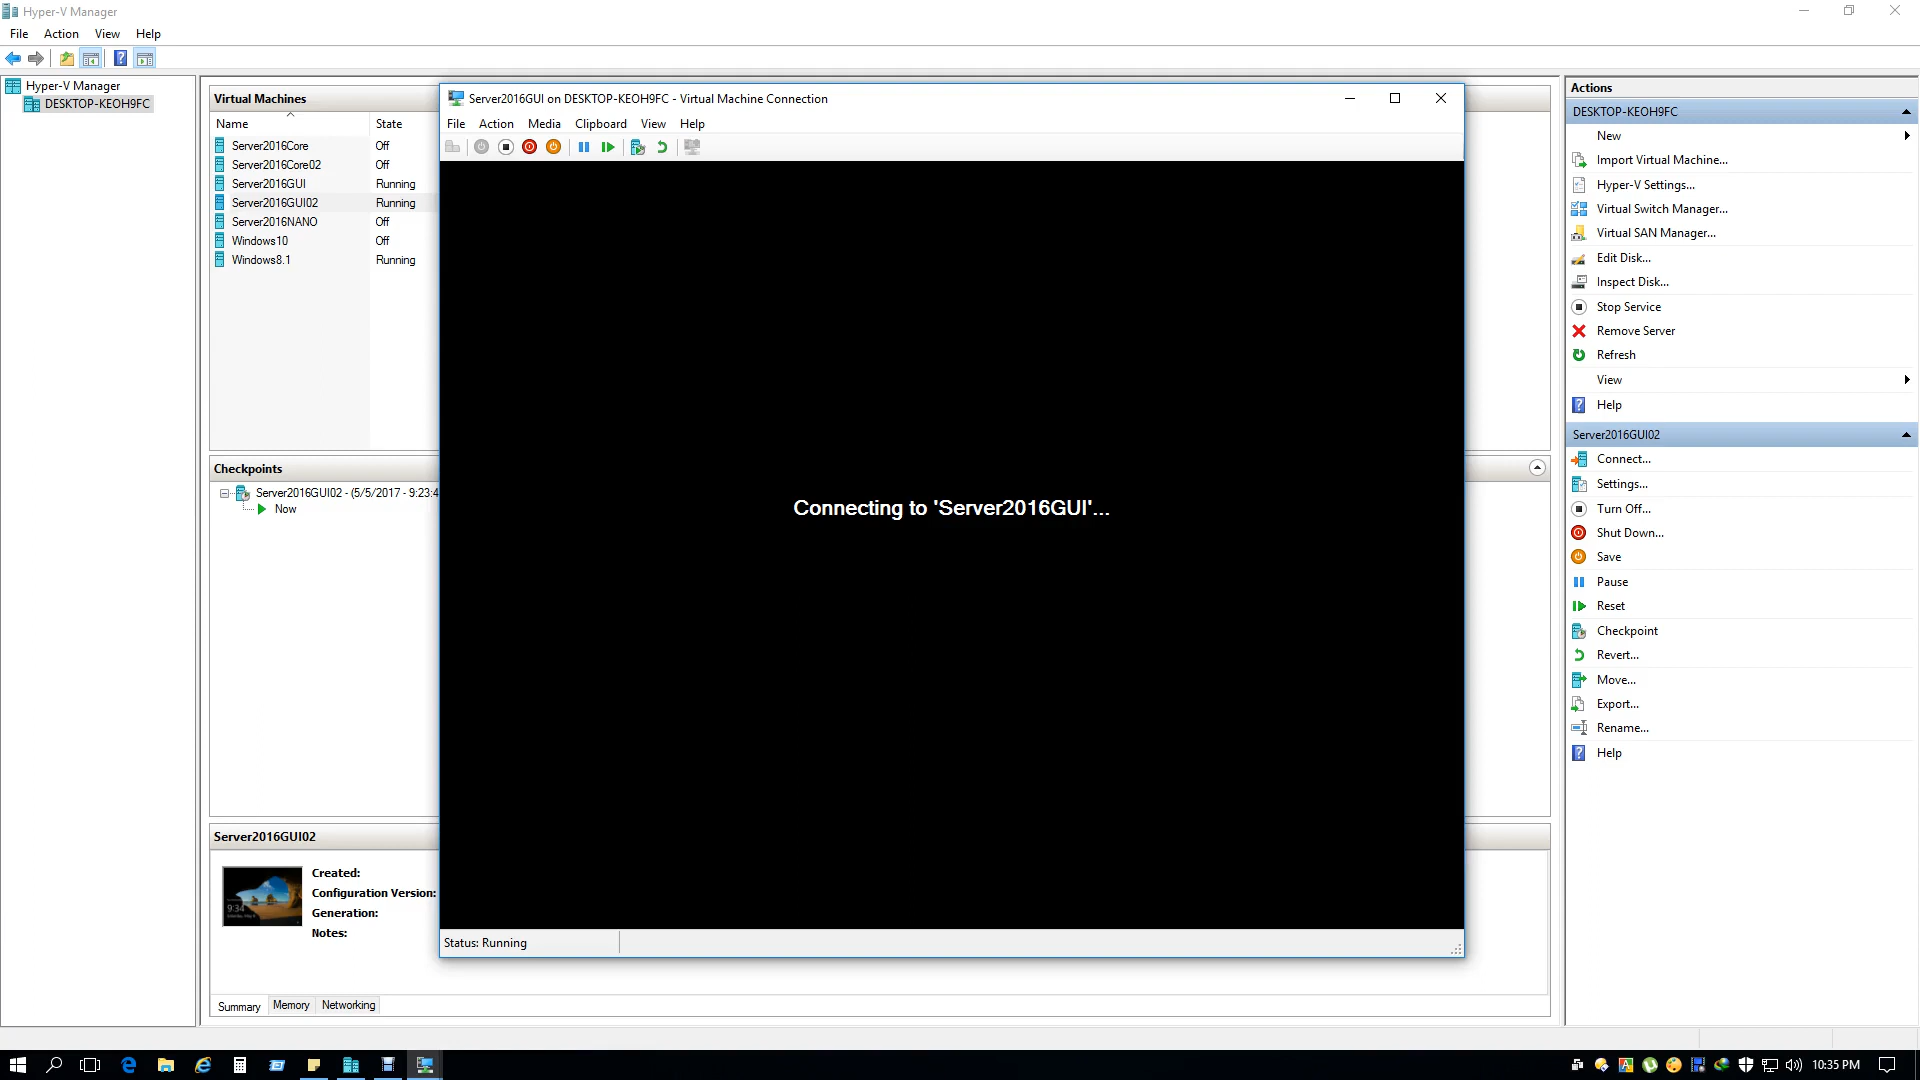 Hyper-V Manager
File Action View Help
Hyper-V Manager
DESKTOP-KEOH9FC
Virtual Machines
Name State
Server2016Core Off
Server2016Core02 Off
Server2016GUI Running
Server2016GUI02 Running
Server2016NANO Off
Windows10 Off
Windows8.1 Running
Checkpoints
Server2016GUI02 - (5/5/2017 - 9:23:4
Now
Server2016GUI02
9:34
Created:
Configuration Version:
Generation:
Notes:
Summary Memory Networking
Server2016GUI on DESKTOP-KEOH9FC - Virtual Machine Connection
File Action Media Clipboard View Help
Connecting to 'Server2016GUI'...
Status: Running
Actions
DESKTOP-KEOH9FC
New
Import Virtual Machine...
Hyper-V Settings...
Virtual Switch Manager...
Virtual SAN Manager...
Edit Disk...
Inspect Disk...
Stop Service
Remove Server
Refresh
View
Help
Server2016GUI02
Connect...
Settings...
Turn Off...
Shut Down...
Save
Pause
Reset
Checkpoint
Revert...
Move...
Export...
Rename...
Help
10:35 PM